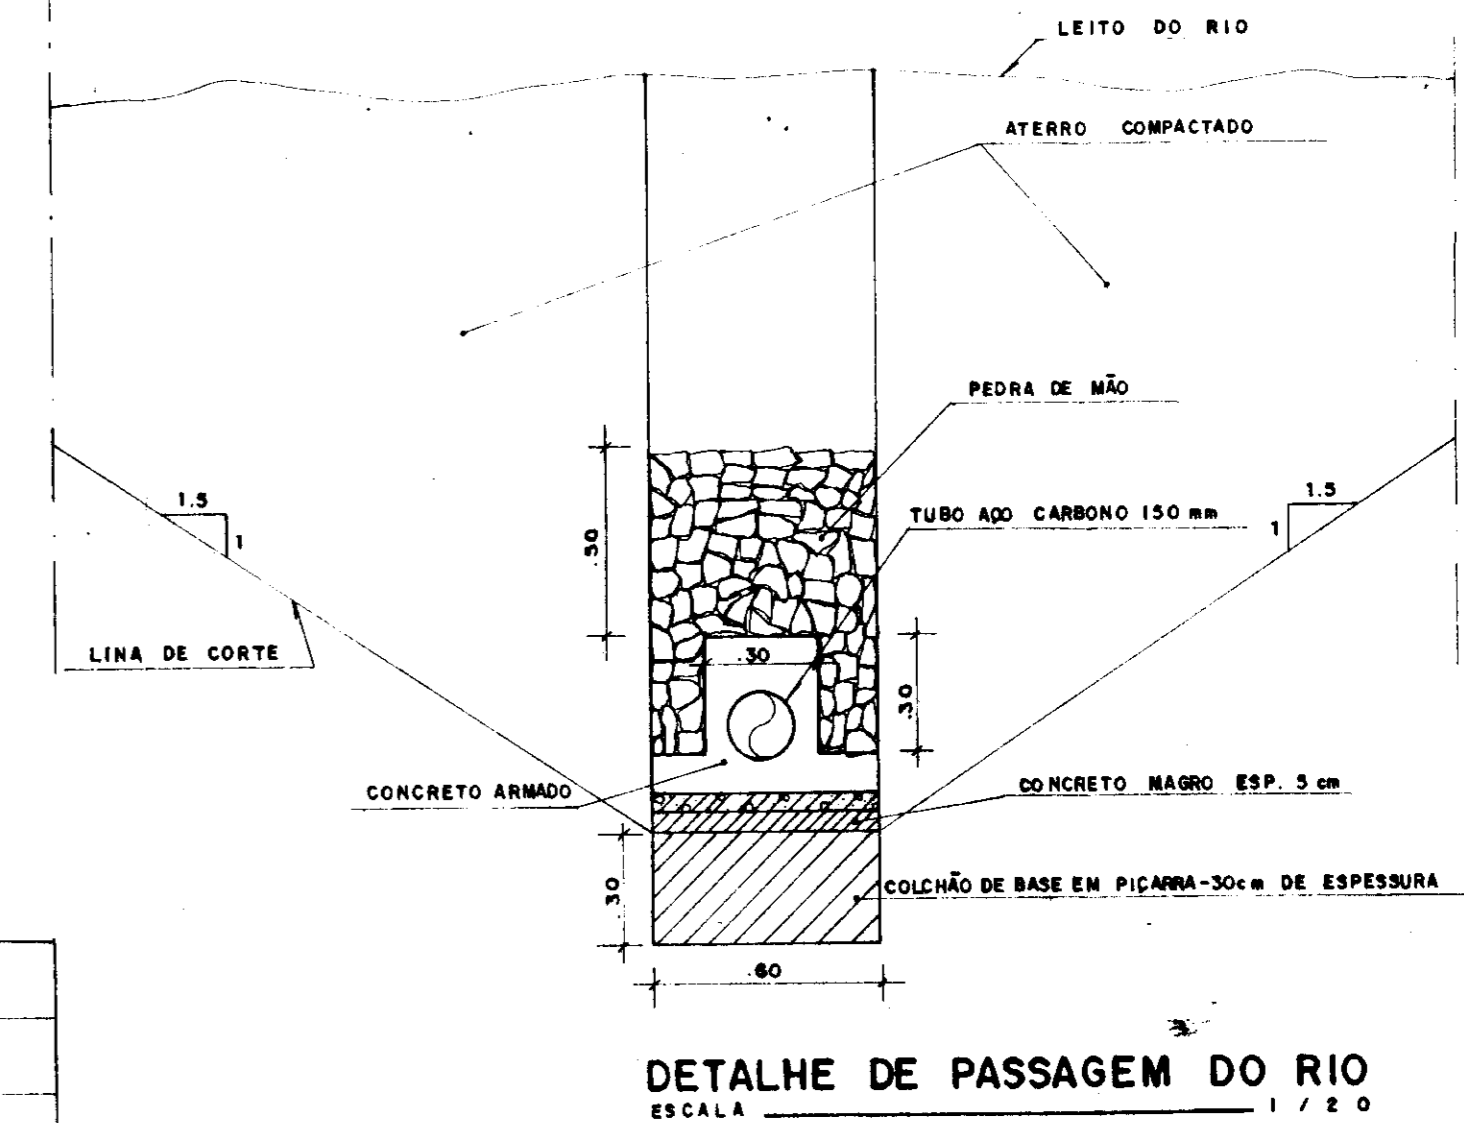 LEITO DO RIO
ATERRO COMPACTADO
PEDRA DE MÃO
1.5
1
1.5
1
TUBO AÇO CARBONO 150 mm
.50
LINA DE CORTE
.30
.30
CONCRETO ARMADO
CONCRETO MAGRO ESP. 5 cm
COLCHÃO DE BASE EM PIÇARRA-30cm DE ESPESSURA
.30
.60
DETALHE DE PASSAGEM DO RIO
ESCALA 1 / 20